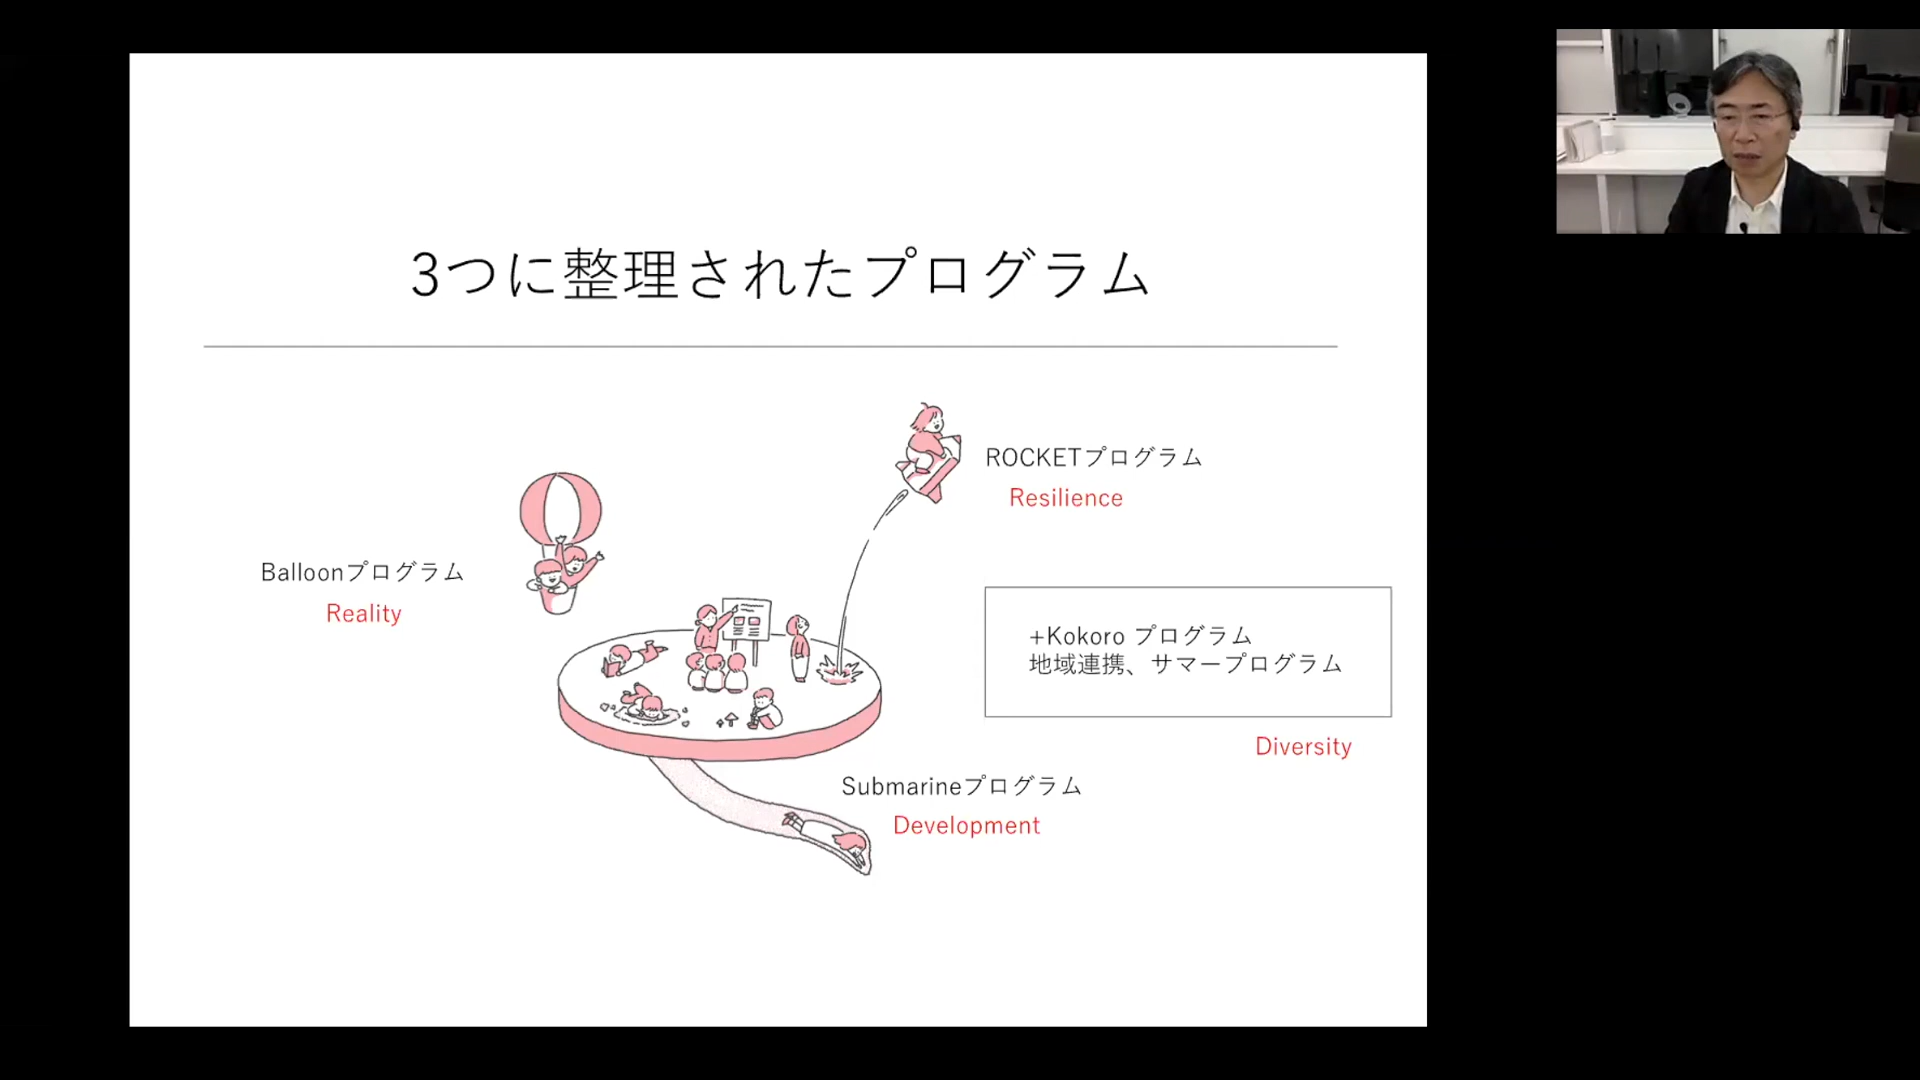 3つに整理されたプログラム
ROCKETプログラム
Resilience
Balloonプログラム
Reality
+Kokoro プログラム
地域連携、サマープログラム
Diversity
Submarineプログラム
Development